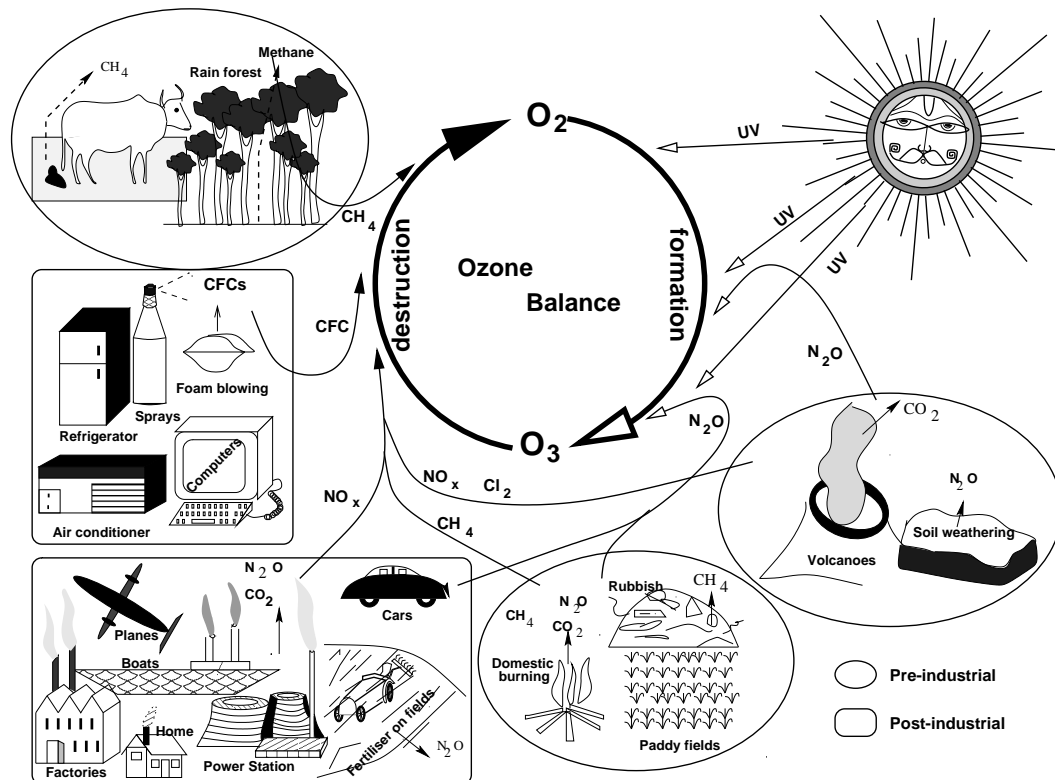 Methane
CH4
Rain forest
O2
UV
UV
UV
CH4
destruction
formation
Ozone
Balance
CFCs
CFC
Foam blowing
Sprays
Refrigerator
Computers
Air conditioner
N2O
N2O
O3
NOx
Cl2
NOx
CH4
CO2
N2O
Soil weathering
Volcanoes
N2O
CO2
Planes
Boats
Cars
Home
Factories
Power Station
Fertiliser on fields
N2O
CH4
N2O
CO2
Rubbish
CH4
Domestic
burning
Paddy fields
Pre-industrial
Post-industrial